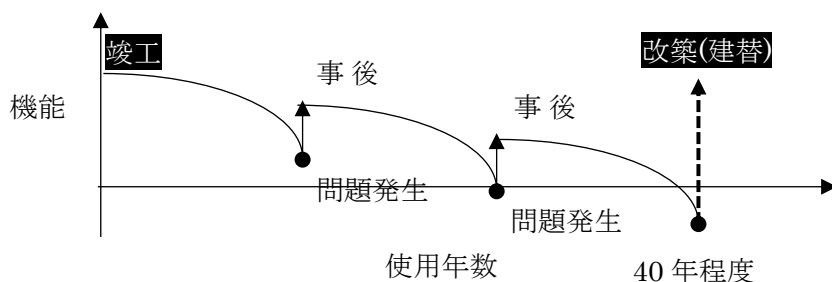 竣工
改築(建替)
事 後
事 後
機能
問題発生
問題発生
使用年数
40 年程度